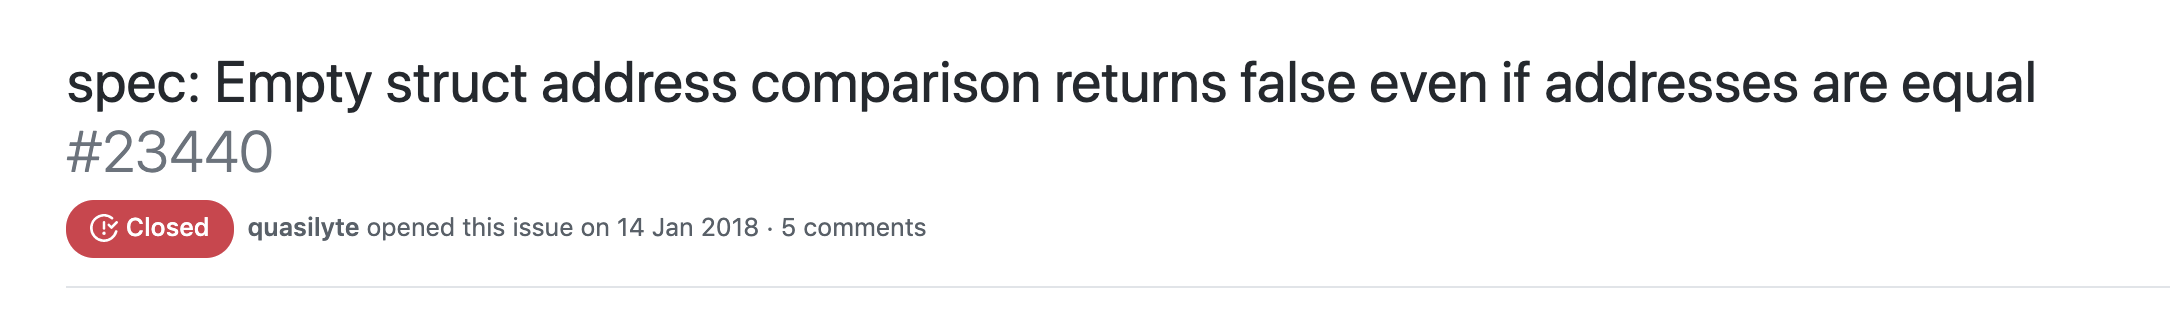 spec: Empty struct address comparison returns false even if addresses are equal
#23440
Closed quasilyte opened this issue on 14 Jan 2018 · 5 comments